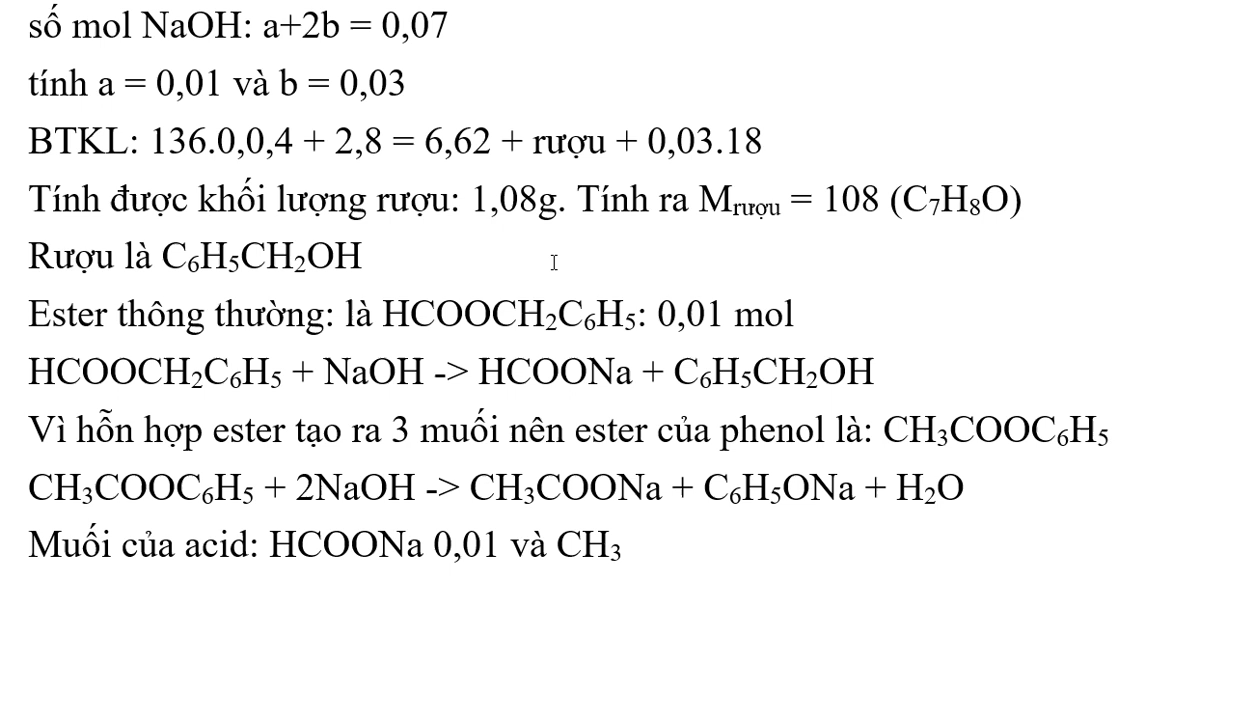 số mol NaOH: a+2b = 0,07
tính a = 0,01 và b = 0,03
BTKL: 136.0,0,4 + 2,8 = 6,62 + rượu + 0,03.18
Tính được khối lượng rượu: 1,08g. Tính ra Mrượu = 108 (C₇H₈O)
Rượu là C₆H₅CH₂OH
Ester thông thường: là HCOOCH₂C₆H₅: 0,01 mol
HCOOCH₂C₆H₅ + NaOH -> HCOONa + C₆H₅CH₂OH
Vì hỗn hợp ester tạo ra 3 muối nên ester của phenol là: CH₃COOC₆H₅
CH₃COOC₆H₅ + 2NaOH -> CH₃COONa + C₆H₅ONa + H₂O
Muối của acid: HCOONa 0,01 và CH₃